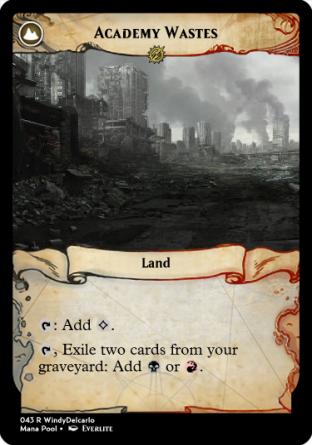 Academy Wastes
Land
: Add .
, Exile two cards from your
graveyard: Add or .
043 R WindyDelcarlo
Mana Pool • Everlite